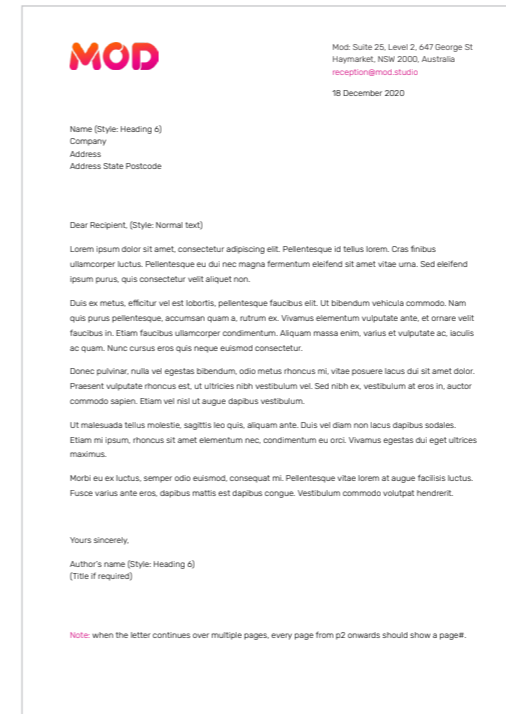 MOD
Mod: Suite 25, Level 2, 647 George St
Haymarket, NSW 2000, Australia
reception@mod.studio
18 December 2020
Name (Style: Heading 6)
Company
Address
Address State Postcode
Dear Recipient, (Style: Normal text)
Lorem ipsum dolor sit amet, consectetur adipiscing elit. Pellentesque id tellus lorem. Cras finibus
ullamcorper luctus. Pellentesque eu dui nec magna fermentum eleifend sit amet vitae urna. Sed eleifend
ipsum purus, quis consectetur velit aliquet non.
Duis ex metus, efficitur vel est lobortis, pellentesque faucibus elit. Ut bibendum vehicula commodo. Nam
quis purus pellentesque, accumsan quam a, rutrum ex. Vivamus elementum vulputate ante, et ornare velit
faucibus in. Etiam faucibus ullamcorper condimentum. Aliquam massa enim, varius et vulputate ac, iaculis
ac quam. Nunc cursus eros quis neque euismod consectetur.
Donec pulvinar, nulla vel egestas bibendum, odio metus rhoncus mi, vitae posuere lacus dui sit amet dolor.
Praesent vulputate rhoncus est, ut ultricies nibh vestibulum vel. Sed nibh ex, vestibulum at eros in, auctor
commodo sapien. Etiam vel nisl ut augue dapibus vestibulum.
Ut malesuada tellus molestie, sagittis leo quis, aliquam ante. Duis vel diam non lacus dapibus sodales.
Etiam mi ipsum, rhoncus sit amet elementum nec, condimentum eu orci. Vivamus egestas dui eget ultrices
maximus.
Morbi eu ex luctus, semper odio euismod, consequat mi. Pellentesque vitae lorem at augue facilisis luctus.
Fusce varius ante eros, dapibus mattis est dapibus congue. Vestibulum commodo volutpat hendrerit.
Yours sincerely,
Author's name (Style: Heading 6)
(Title if required)
Note: when the letter continues over multiple pages, every page from p2 onwards should show a page#.